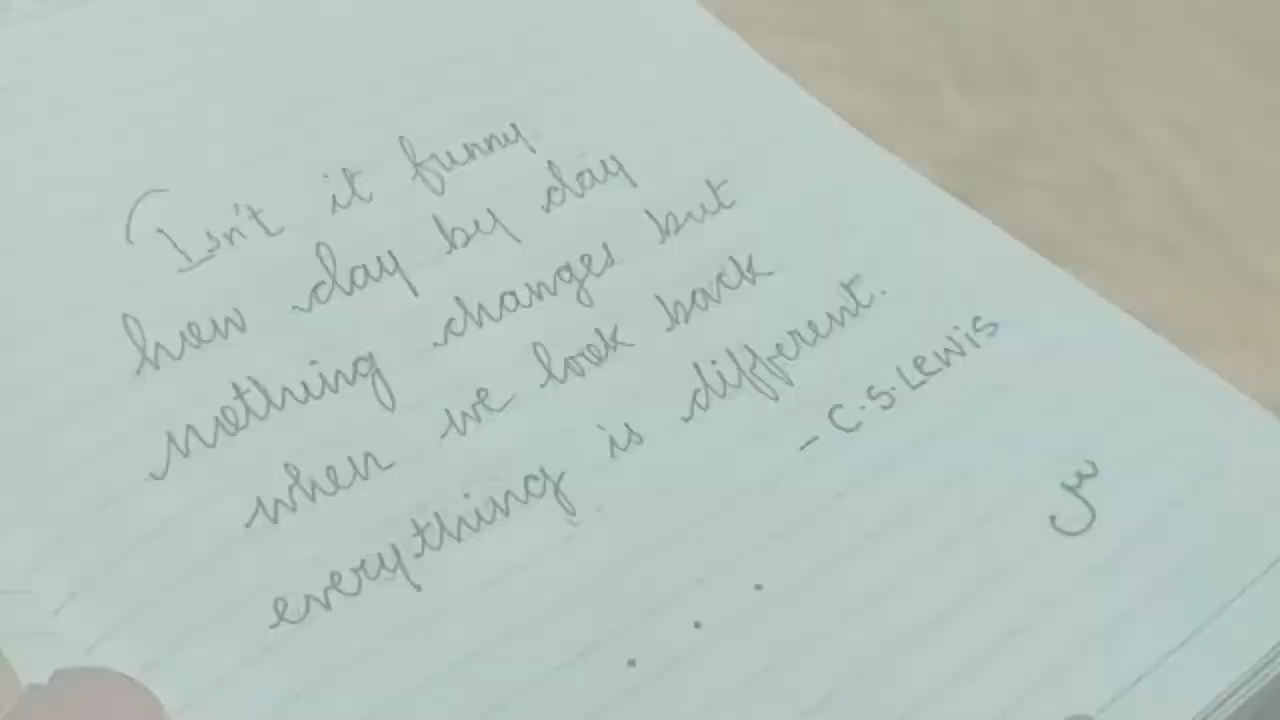 Isn't it funny
how day by day
nothing changes but
when we look back
everything is different.
- C.S. Lewis
...